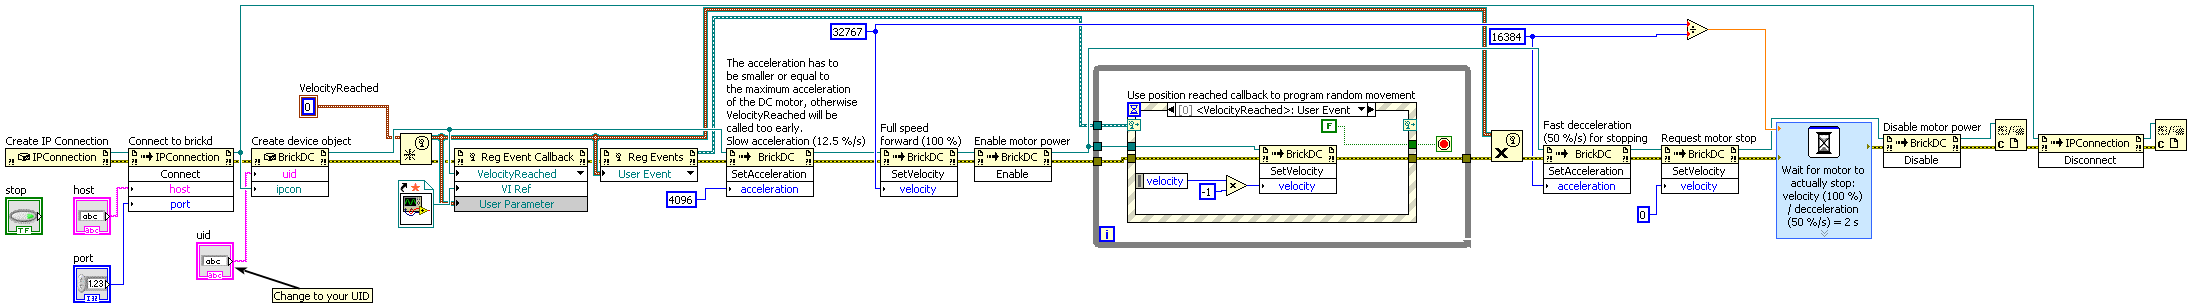 32767
16384
The acceleration has to
be smaller or equal to
the maximum acceleration
of the DC motor, otherwise
VelocityReached will be
called too early.
Slow acceleration (12.5 %/s)
VelocityReached
0
Use position reached callback to program random movement
[0] <VelocityReached>: User Event
F
Create IP Connection
IPConnection
Connect to brickd
IPConnection
Connect
host
port
Create device object
BrickDC
uid
ipcon
Reg Event Callback
VelocityReached
VI Ref
User Parameter
Reg Events
User Event
BrickDC
SetAcceleration
acceleration
4096
Full speed
forward (100 %)
BrickDC
SetVelocity
velocity
Enable motor power
BrickDC
Enable
velocity
-1
x
BrickDC
SetVelocity
velocity
i
X
Fast decceleration
(50 %/s) for stopping
BrickDC
SetAcceleration
acceleration
Request motor stop
BrickDC
SetVelocity
velocity
0
Wait for motor to
actually stop:
velocity (100 %)
/ decceleration
(50 %/s) = 2 s
Disable motor power
BrickDC
Disable
C
IPConnection
Disconnect
C
stop
TF
host
abc
abc
uid
abc
abc
port
1.23
I32
Change to your UID